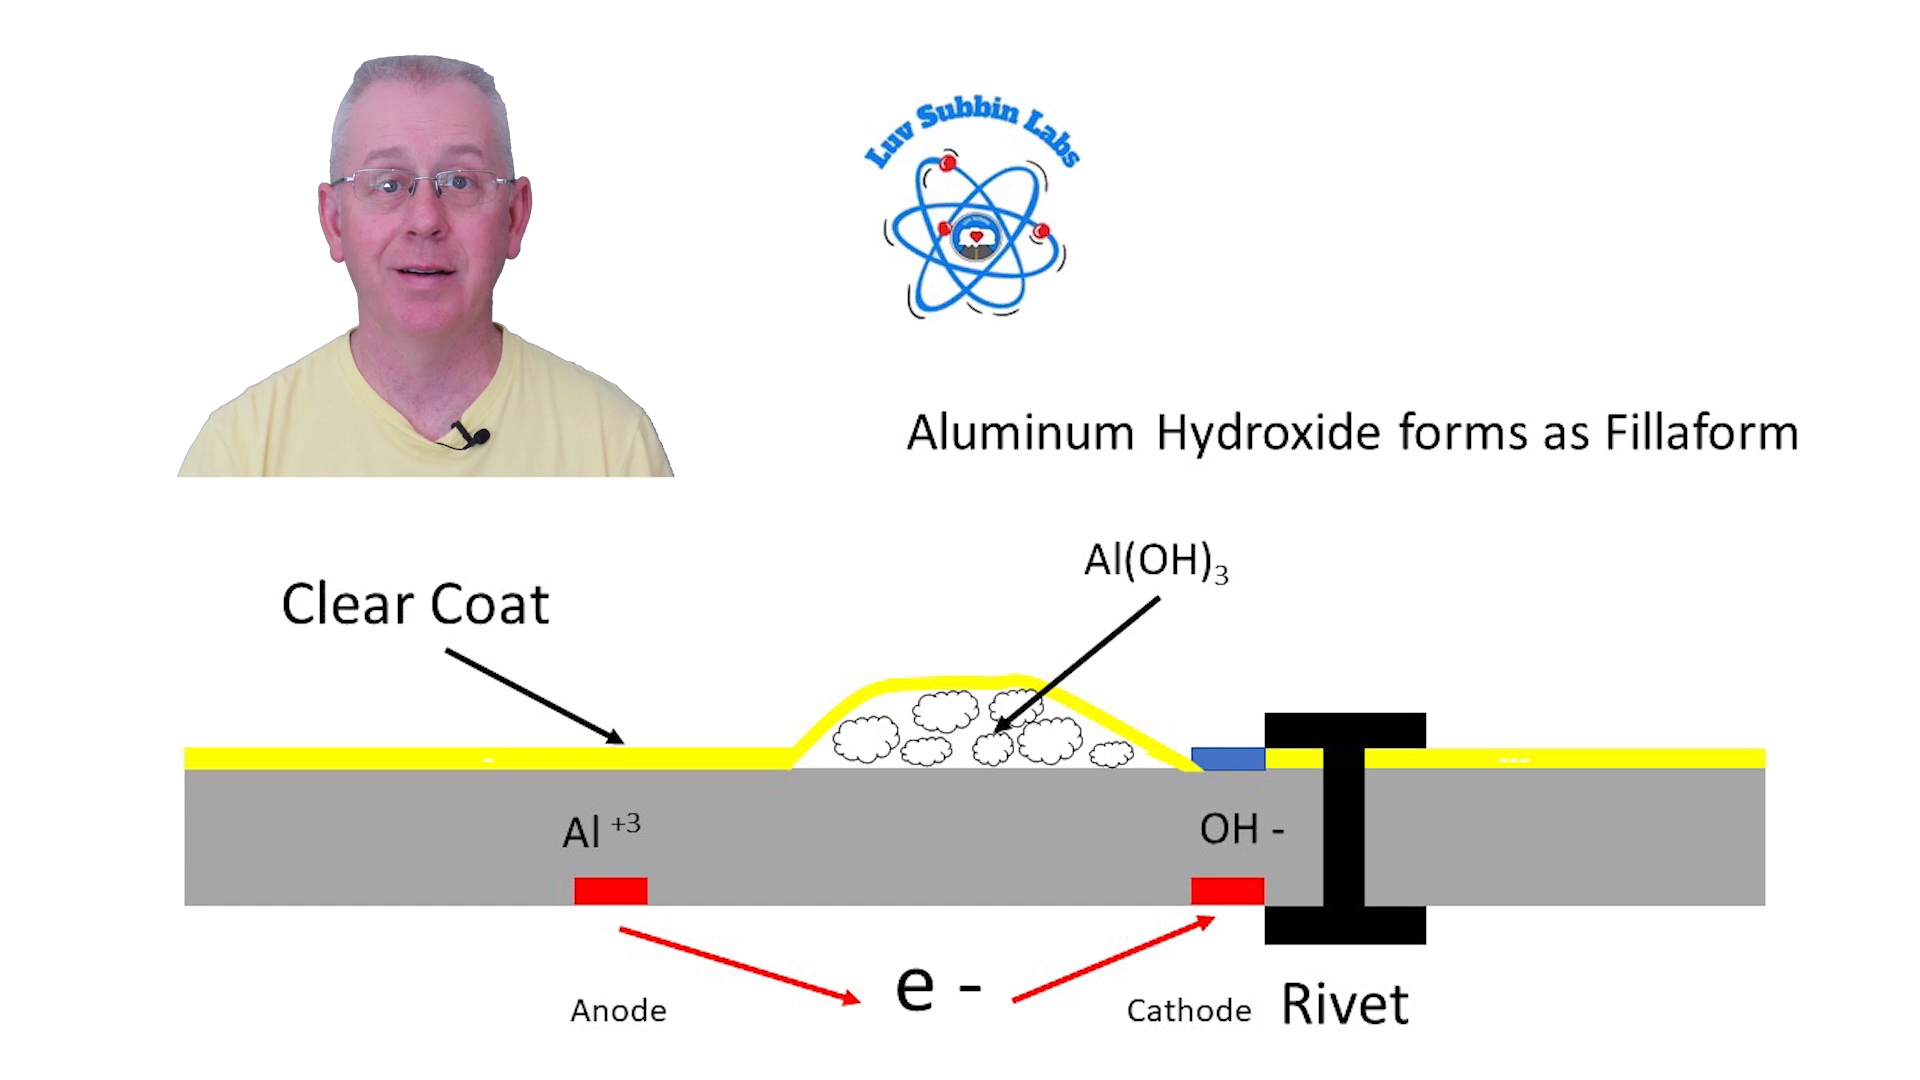 Luv Subbin Labs
Aluminum Hydroxide forms as Fillaform
Al(OH)3
Clear Coat
Al +3
OH -
e -
Anode
Cathode
Rivet